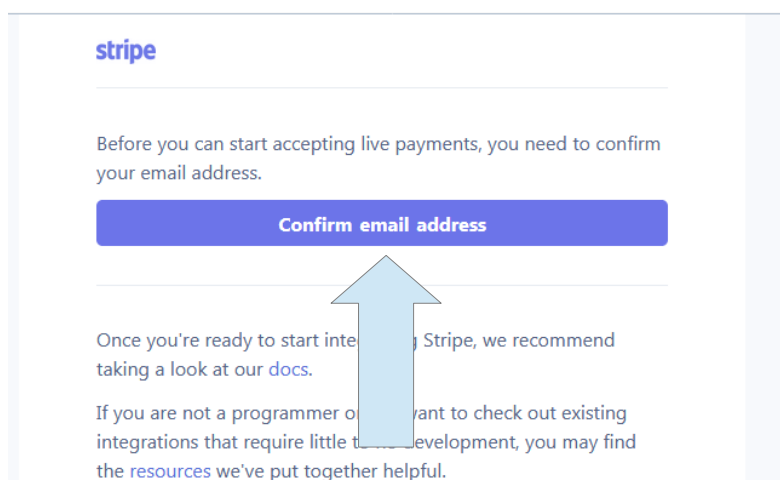 stripe
Before you can start accepting live payments, you need to confirm
your email address.
Confirm email address
Once you're ready to start Stripe, we recommend
taking a look at our docs.
If you are not a programmer want to check out existing
integrations that require little development, you may find
the resources we've put together helpful.